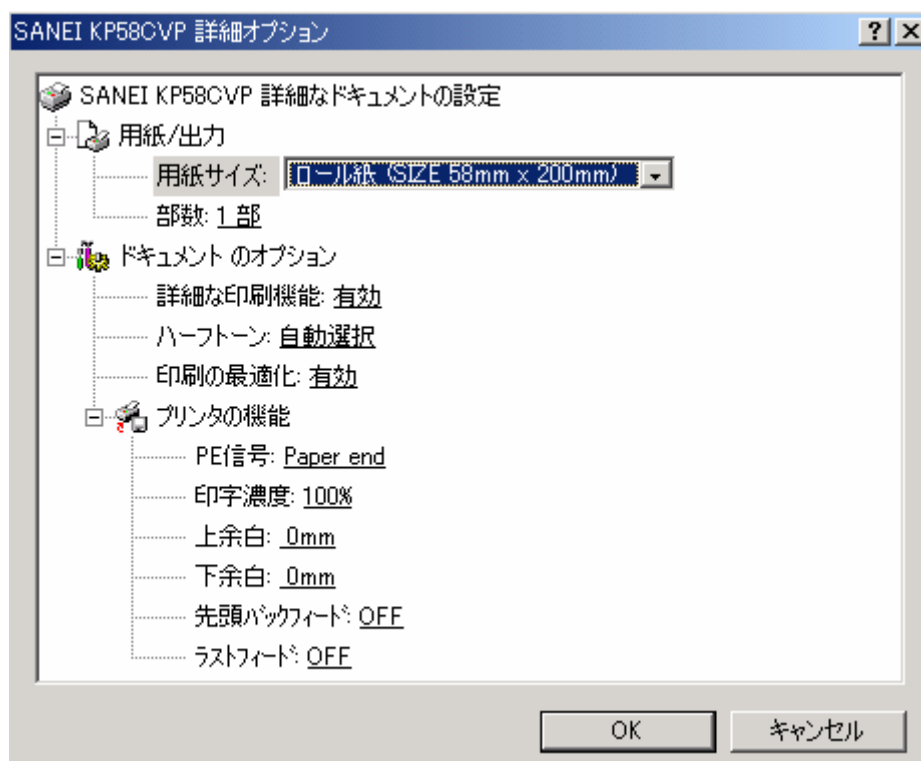 SANEI KP58CVP 詳細オプション
SANEI KP58CVP 詳細なドキュメントの設定
用紙/出力
用紙サイズ: ロール紙 (SIZE 58mm x 200mm)
部数: 1 部
ドキュメント のオプション
詳細な印刷機能: 有効
ハーフトーン: 自動選択
印刷の最適化: 有効
プリンタの機能
PE信号: Paper end
印字濃度: 100%
上余白: 0mm
下余白: 0mm
先頭ﾊﾞｯｸﾌｨｰﾄﾞ: OFF
ﾗｽﾄﾌｨｰﾄﾞ: OFF
OK キャンセル